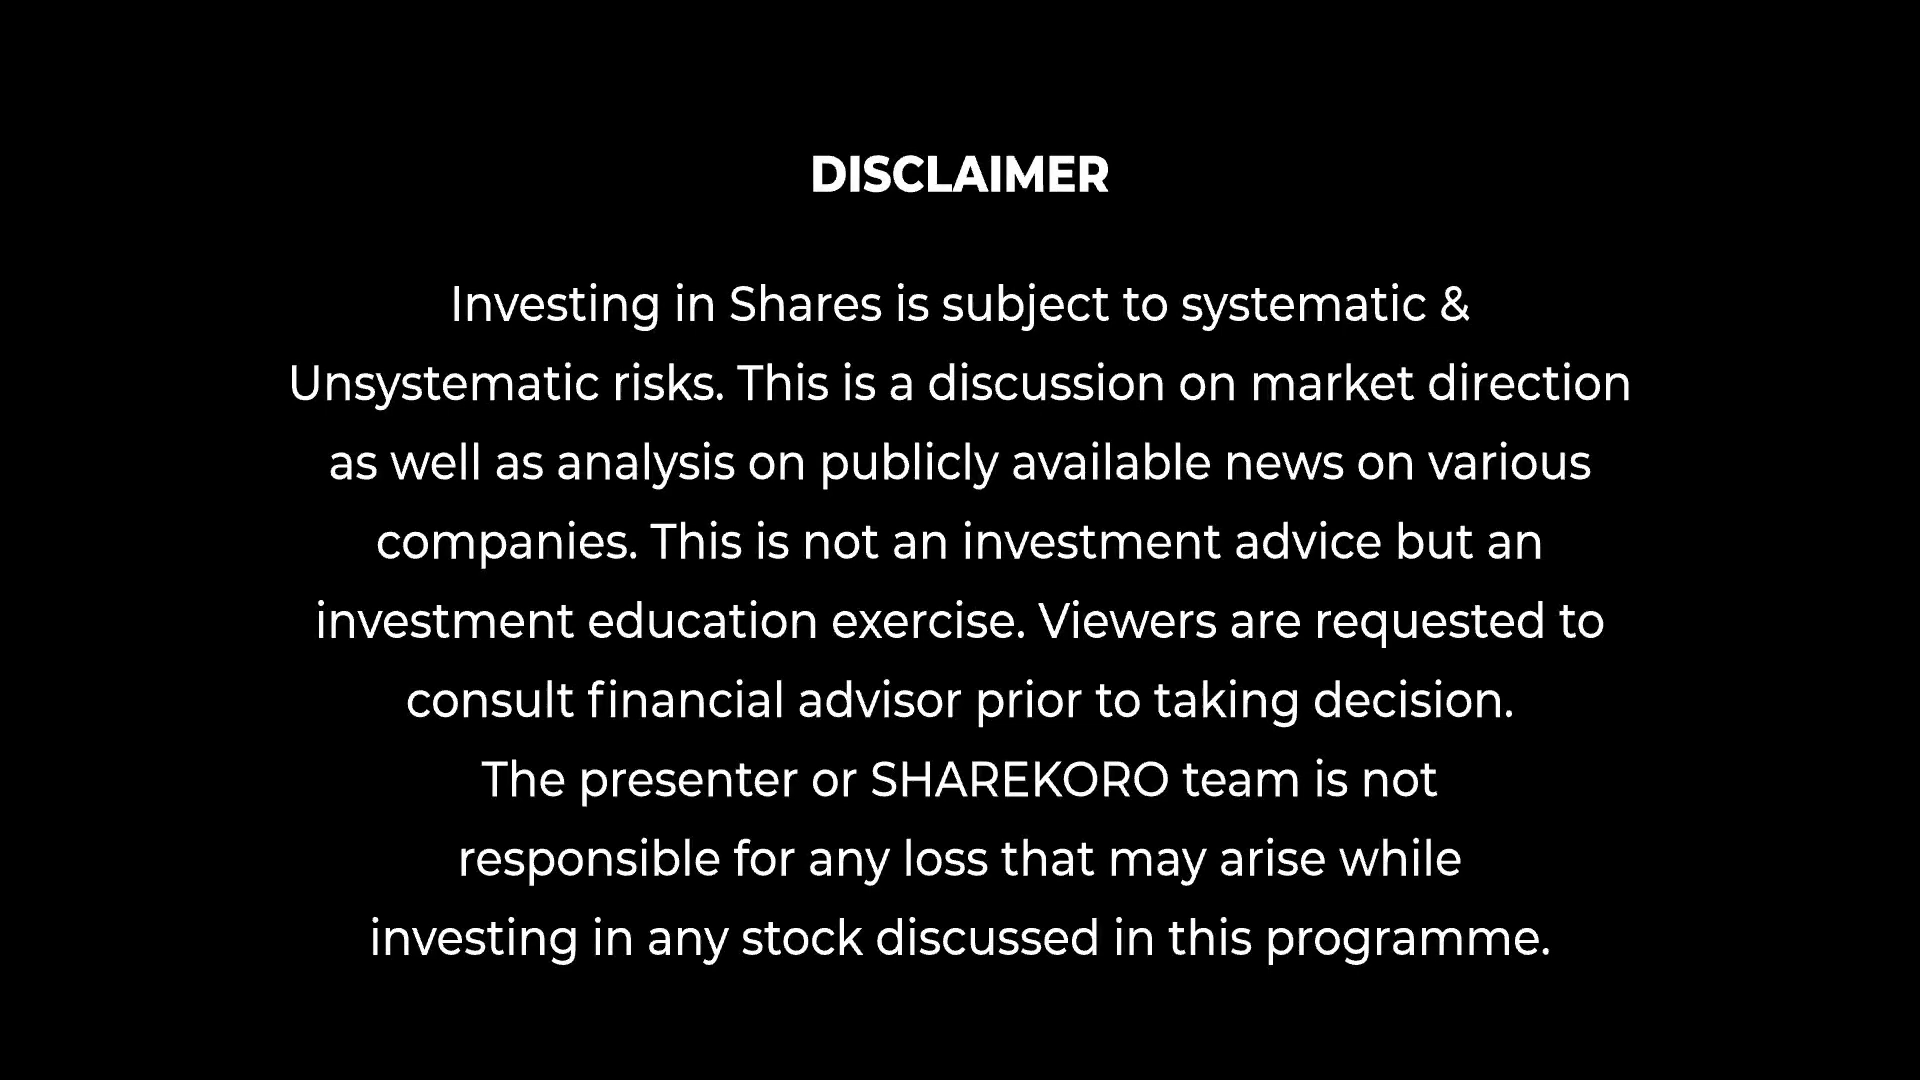 DISCLAIMER
Investing in Shares is subject to systematic &
Unsystematic risks. This is a discussion on market direction
as well as analysis on publicly available news on various
companies. This is not an investment advice but an
investment education exercise. Viewers are requested to
consult financial advisor prior to taking decision.
The presenter or SHAREKORO team is not
responsible for any loss that may arise while
investing in any stock discussed in this programme.